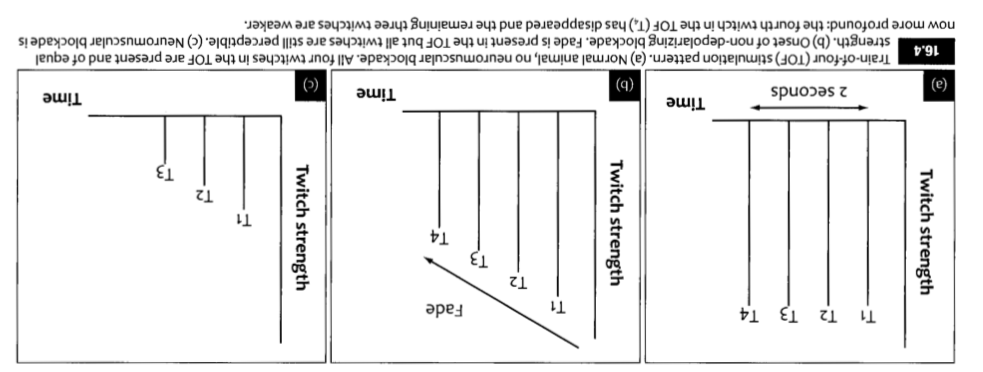 Twitch strength
T1 T2 T3 T4
2 seconds
Time
(a)
Twitch strength
Fade
T1
T2
T3
T4
Time
(b)
Twitch strength
T1
T2
T3
Time
(c)
16.4 Train-of-four (TOF) stimulation pattern. (a) Normal animal, no neuromuscular blockade. All four twitches in the TOF are present and of equal
strength. (b) Onset of non-depolarizing blockade. Fade is present in the TOF but all twitches are still perceptible. (c) Neuromuscular blockade is
now more profound: the fourth twitch in the TOF (T₄) has disappeared and the remaining three twitches are weaker.